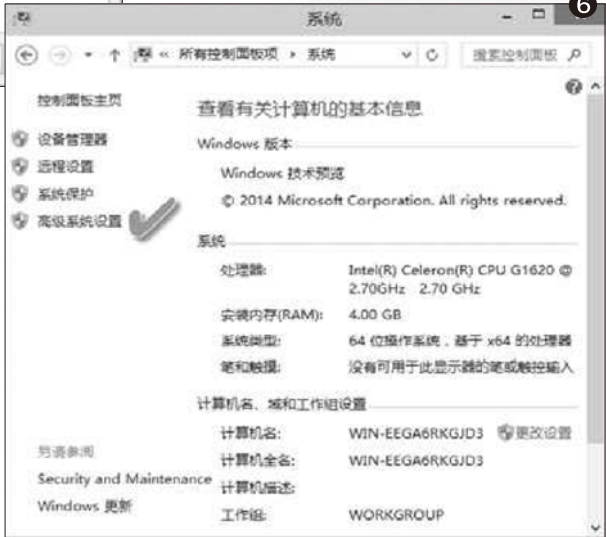 6
系统
« 所有控制面板项 ▸ 系统
搜索控制面板
控制面板主页
设备管理器
远程设置
系统保护
高级系统设置
查看有关计算机的基本信息
Windows 版本
Windows 技术预览
© 2014 Microsoft Corporation. All rights reserved.
系统
处理器: Intel(R) Celeron(R) CPU G1620 @
2.70GHz 2.70 GHz
安装内存(RAM): 4.00 GB
系统类型: 64 位操作系统，基于 x64 的处理器
笔和触摸: 没有可用于此显示器的笔或触控输入
计算机名、域和工作组设置
计算机名: WIN-EEGA6RKGJD3 更改设置
计算机全名: WIN-EEGA6RKGJD3
计算机描述:
工作组: WORKGROUP
另请参阅
Security and Maintenance
Windows 更新